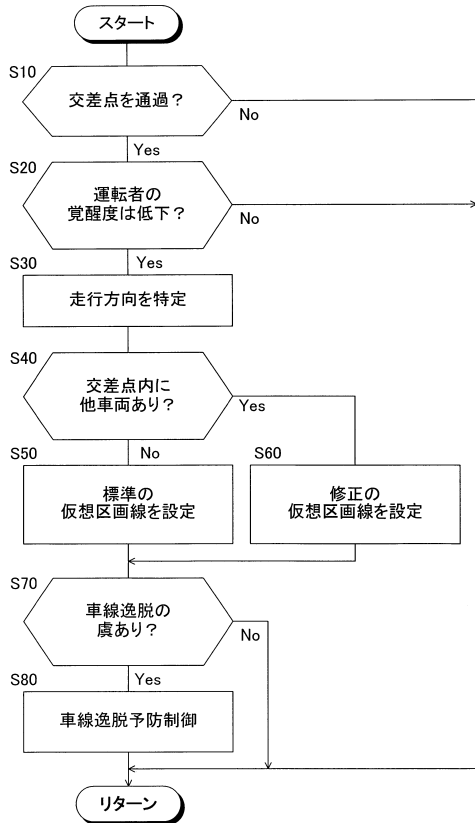 スタート
S10
交差点を通過？
No
Yes
S20
運転者の
覚醒度は低下？
No
Yes
S30
走行方向を特定
S40
交差点内に
他車両あり？
Yes
No
S50
標準の
仮想区画線を設定
S60
修正の
仮想区画線を設定
S70
車線逸脱の
虞あり？
No
Yes
S80
車線逸脱予防制御
リターン